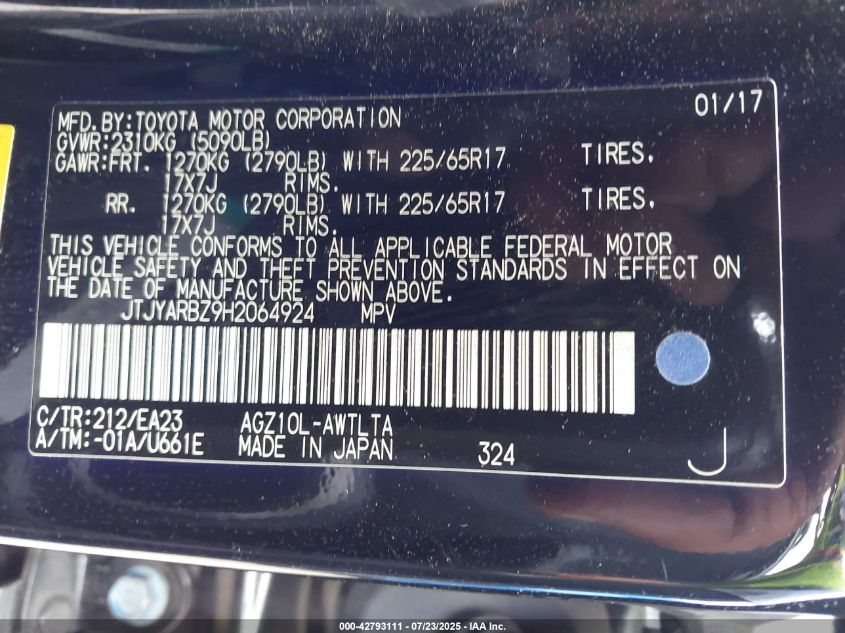 MFD.BY:TOYOTA MOTOR CORPORATION 01/17
GVWR:2310KG (5090LB)
GAWR:FRT. 1270KG (2790LB) WITH 225/65R17 TIRES.
17X7J RIMS.
RR. 1270KG (2790LB) WITH 225/65R17 TIRES.
17X7J RIMS.
THIS VEHICLE CONFORMS TO ALL APPLICABLE FEDERAL MOTOR
VEHICLE SAFETY AND THEFT PREVENTION STANDARDS IN EFFECT ON
THE DATE OF MANUFACTURE SHOWN ABOVE.
JTJYARBZ9H2064924 MPV
C/TR:212/EA23 AGZ10L-AWTLTA
A/TM:-01A/U661E MADE IN JAPAN 324 J
000-42793111 - 07/23/2025 - IAA Inc.